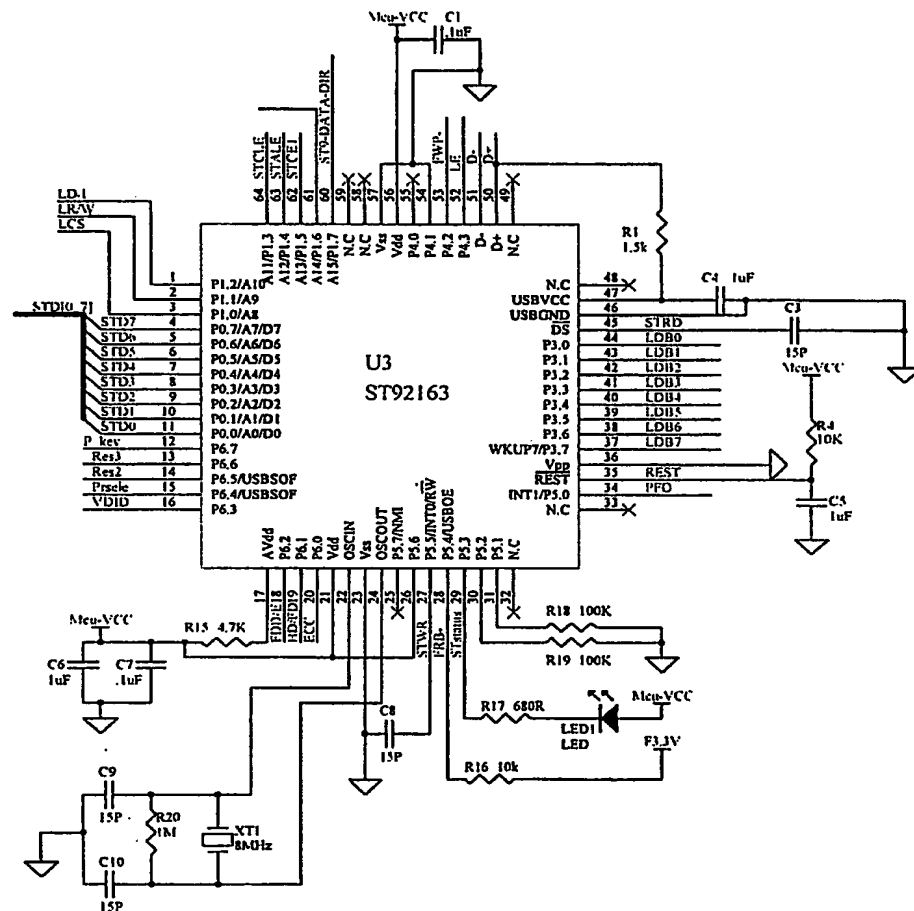 Mcu-VCC
C1
.1uF
ST9-DATA-DIR
STCLE
STALE
STCE1
FWP-
LE
D-
D+
64
63
62
61
60
59
58
57
56
55
54
53
52
51
50
49
A11/P1.3
A12/P1.4
A13/P1.5
A14/P1.6
A15/P1.7
N.C
N.C
Vss
Vdd
P4.0
P4.1
P4.2
P4.3
D-
D+
N.C
LD-I
LR/W
LCS
STD[0..7]
STD7
STD6
STD5
STD4
STD3
STD2
STD1
STD0
P_key
Res3
Res2
Prsele
VDID
1 P1.2/A10
2 P1.1/A9
3 P1.0/A8
4 P0.7/A7/D7
5 P0.6/A6/D6
6 P0.5/A5/D5
7 P0.4/A4/D4
8 P0.3/A3/D3
9 P0.2/A2/D2
10 P0.1/A1/D1
11 P0.0/A0/D0
12 P6.7
13 P6.6
14 P6.5/USBSOF
15 P6.4/USBSOF
16 P6.3
U3
ST92163
N.C 48
USBVCC 47
USBGND 46
DS 45 STRD
P3.0 44 LDB0
P3.1 43 LDB1
P3.2 42 LDB2
P3.3 41 LDB3
P3.4 40 LDB4
P3.5 39 LDB5
P3.6 38 LDB6
WKUP7/P3.7 37 LDB7
Vpp 36
REST 35 REST
INT1/P5.0 34 PFO
N.C 33
R1
1.5k
C4 .1uF
C3
15P
Mcu-VCC
R4
10K
C5
1uF
AVdd
P6.2
P6.1
P6.0
Vdd
OSCIN
Vss
OSCOUT
P5.7/NMI
P5.6
P5.5/INT0/RW
P5.4/USBOE
P5.3
P5.2
P5.1
N.C
17
18
19
20
21
22
23
24
25
26
27
28
29
30
31
32
ECC
STWR
FRB-
STstatus
Mcu-VCC
R15 4.7K
C6
1uF
C7
.1uF
R18 100K
R19 100K
R17 680R
LED1
LED
Mcu-VCC
F3.3V
R16 10k
C8
15P
C9
15P
R20
1M
XT1
8MHz
C10
15P